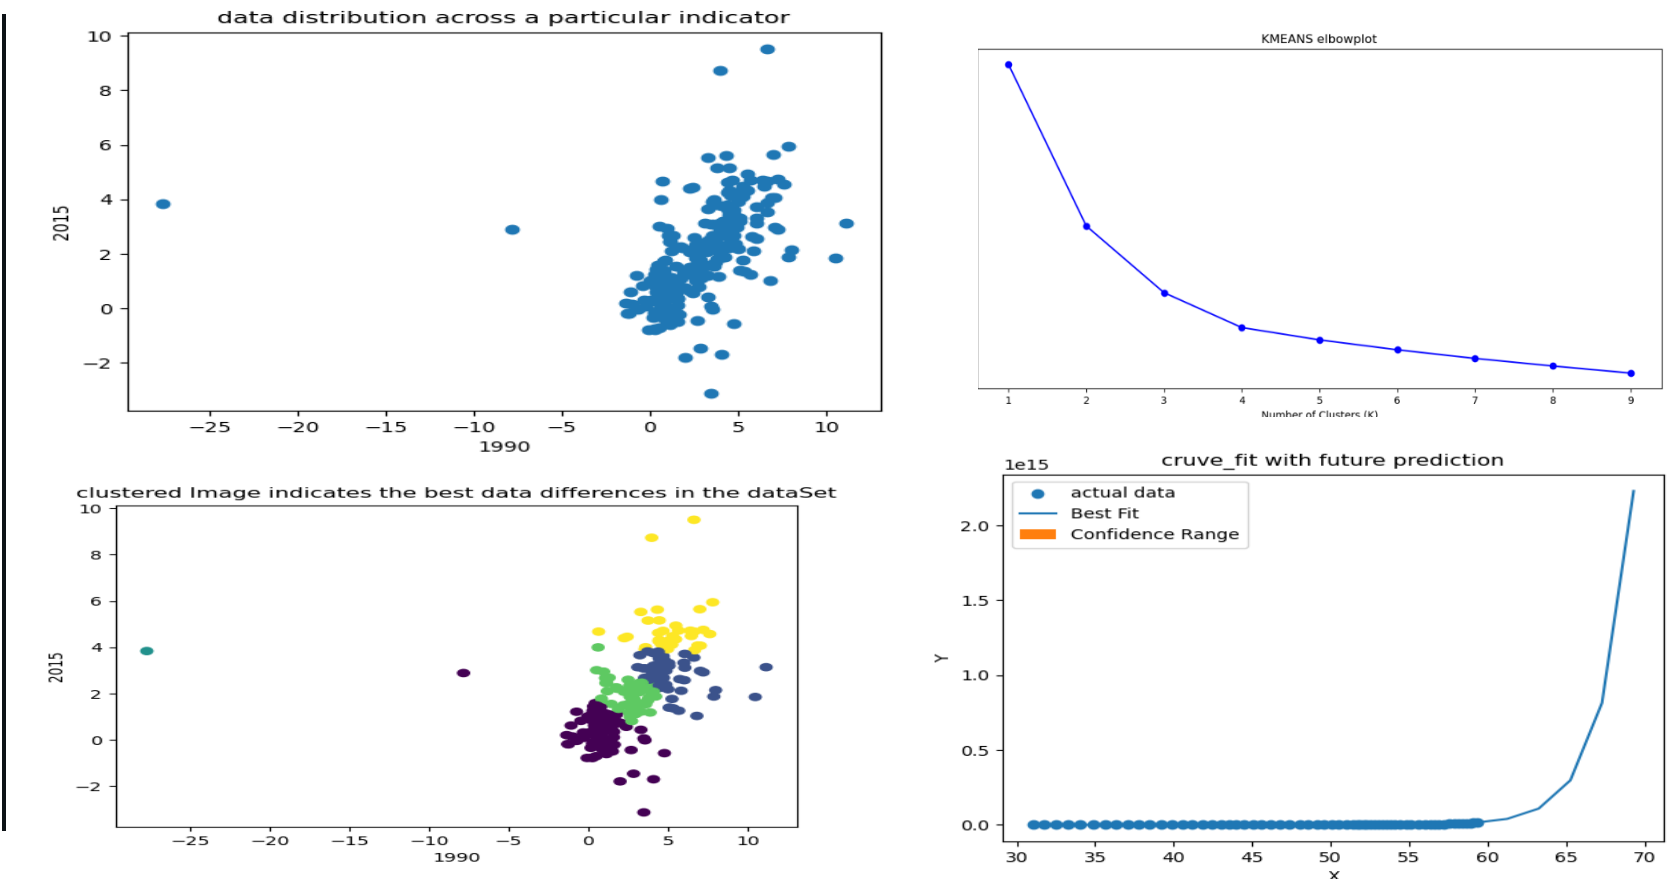 data distribution across a particular indicator
10
8
6
4
2
0
−2
2015
−25 −20 −15 −10 −5 0 5 10
1990
KMEANS elbowplot
1 2 3 4 5 6 7 8 9
Number of Clusters (K)
clustered Image indicates the best data differences in the dataSet
10
8
6
4
2
0
−2
2015
−25 −20 −15 −10 −5 0 5 10
1990
cruve_fit with future prediction
1e15
actual data
Best Fit
Confidence Range
2.0
1.5
1.0
0.5
0.0
Y
30 35 40 45 50 55 60 65 70
X